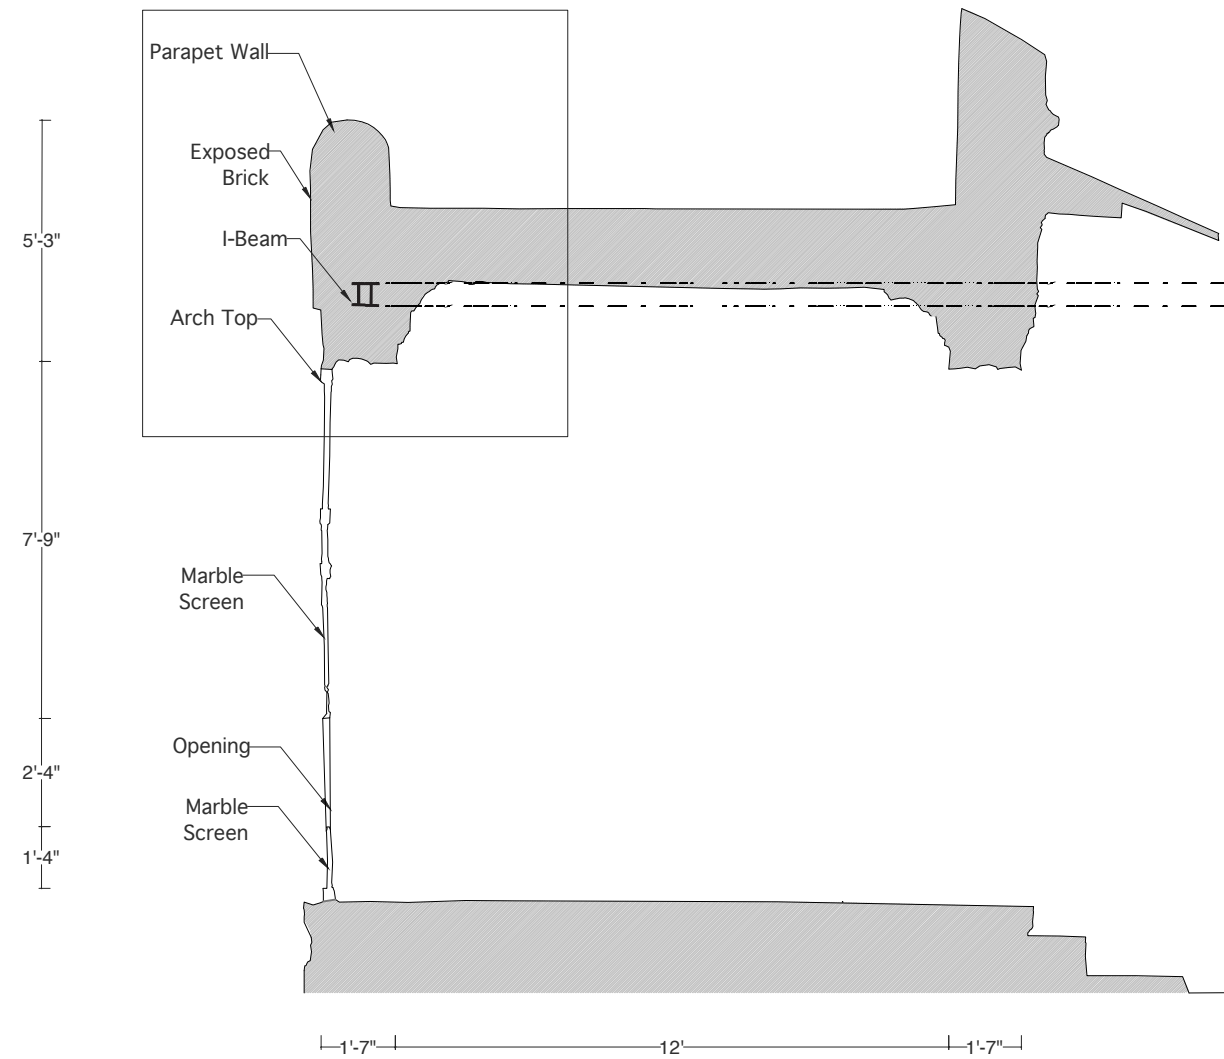 Parapet Wall
Exposed
Brick
5'-3"
I-Beam
Arch Top
7'-9"
Marble
Screen
Opening
2'-4"
Marble
Screen
1'-4"
1'-7"
12'
1'-7"